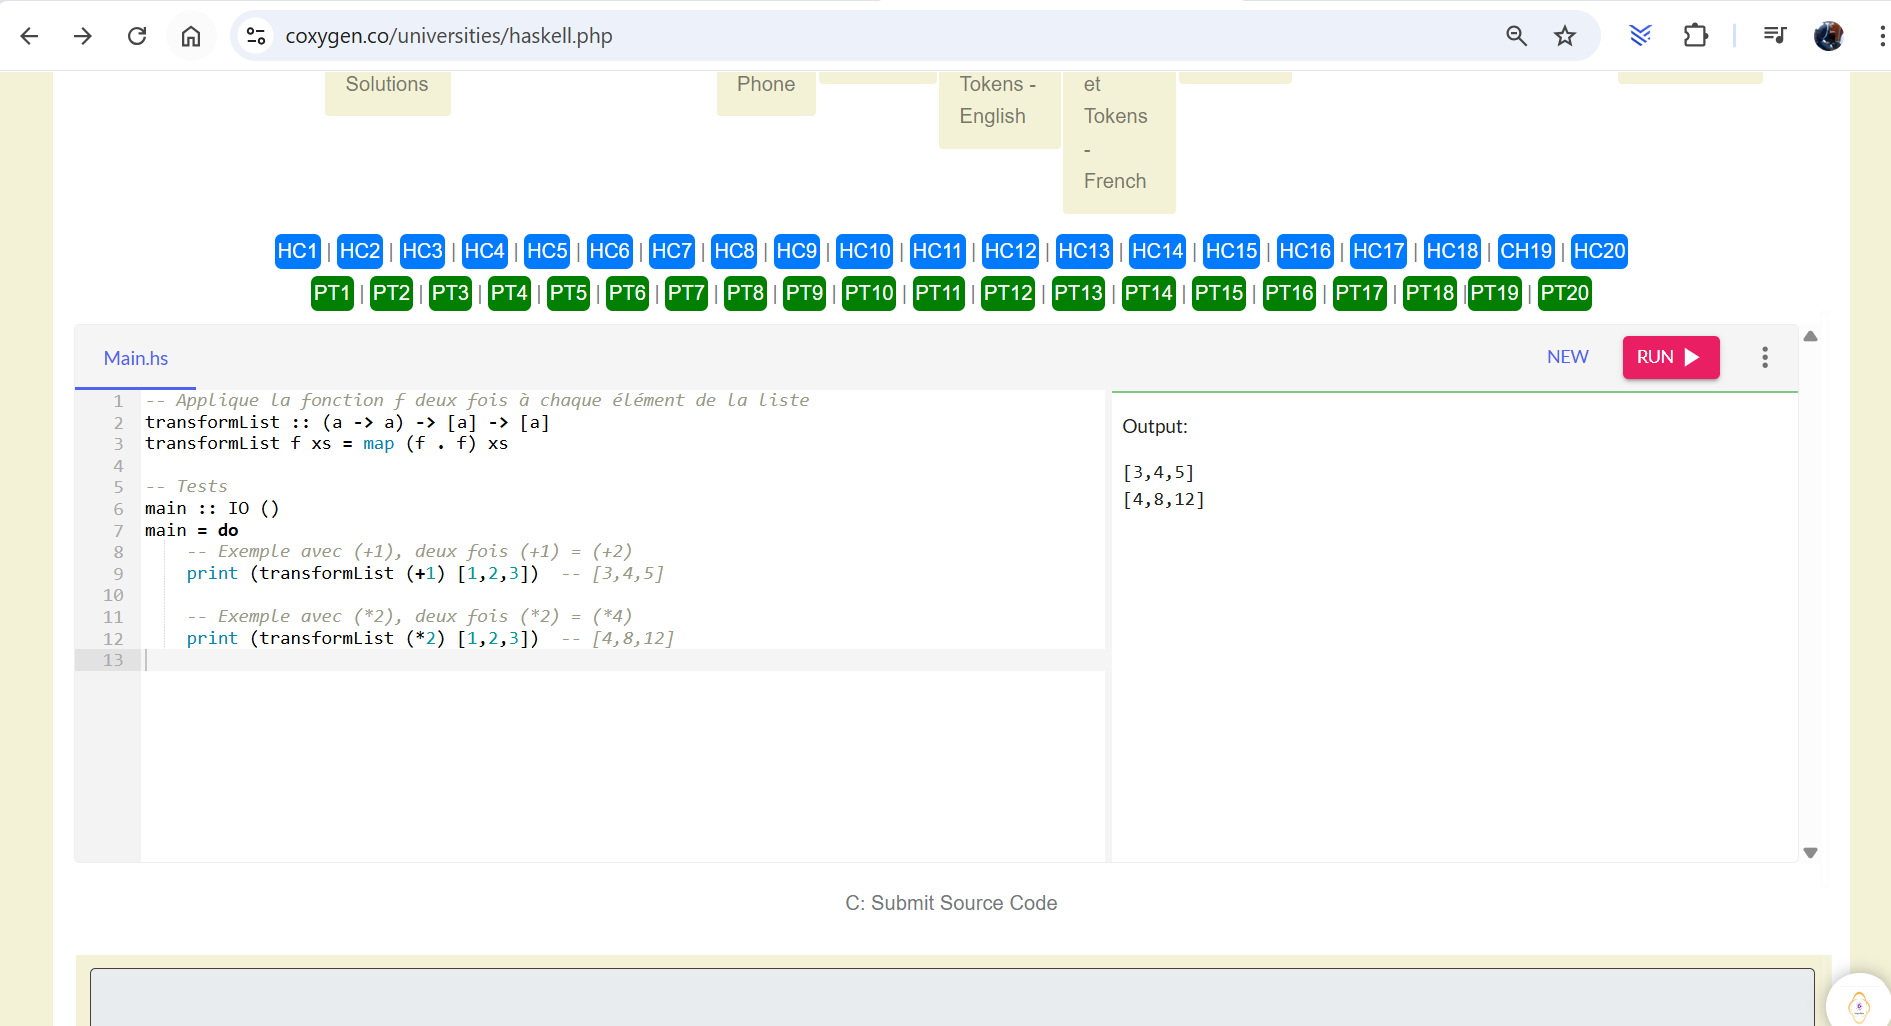 coxygen.co/universities/haskell.php
Solutions
Phone
Tokens -
English
et
Tokens
-
French
HC1 | HC2 | HC3 | HC4 | HC5 | HC6 | HC7 | HC8 | HC9 | HC10 | HC11 | HC12 | HC13 | HC14 | HC15 | HC16 | HC17 | HC18 | CH19 | HC20
PT1 | PT2 | PT3 | PT4 | PT5 | PT6 | PT7 | PT8 | PT9 | PT10 | PT11 | PT12 | PT13 | PT14 | PT15 | PT16 | PT17 | PT18 |PT19 | PT20
Main.hs
NEW
RUN
1 -- Applique la fonction f deux fois à chaque élément de la liste
2 transformList :: (a -> a) -> [a] -> [a]
3 transformList f xs = map (f . f) xs
4
5 -- Tests
6 main :: IO ()
7 main = do
8     -- Exemple avec (+1), deux fois (+1) = (+2)
9     print (transformList (+1) [1,2,3])  -- [3,4,5]
10
11     -- Exemple avec (*2), deux fois (*2) = (*4)
12     print (transformList (*2) [1,2,3])  -- [4,8,12]
13
Output:
[3,4,5]
[4,8,12]
C: Submit Source Code